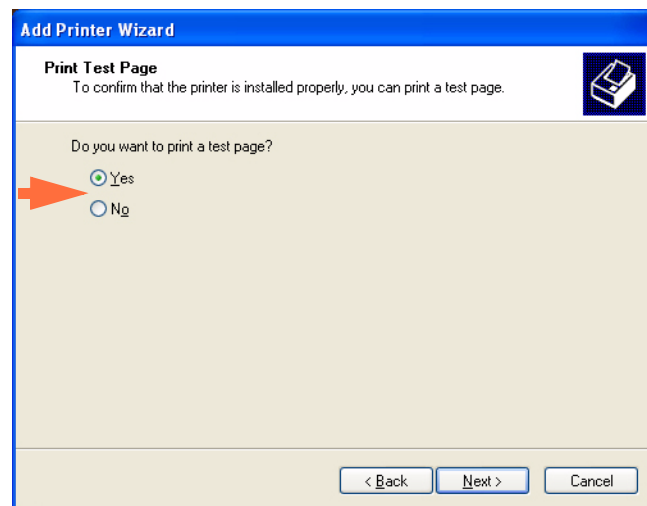 Add Printer Wizard
Print Test Page
To confirm that the printer is installed properly, you can print a test page.
Do you want to print a test page?
Yes
No
< Back Next > Cancel